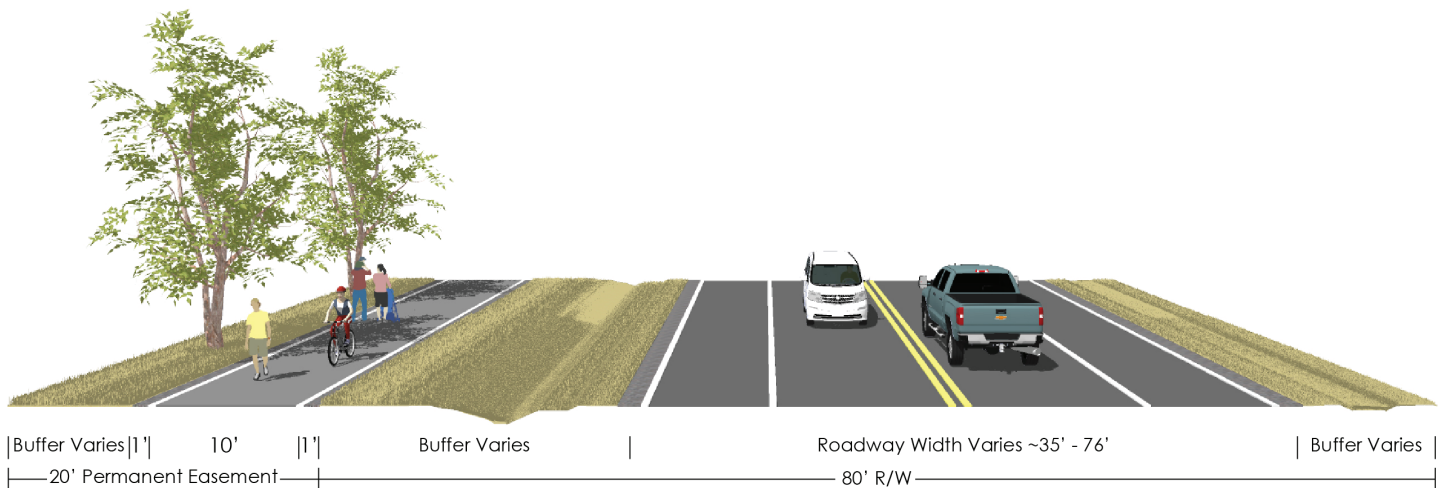 |Buffer Varies|1'| 10' |1'| Buffer Varies | Roadway Width Varies ~35' - 76' | Buffer Varies |
20' Permanent Easement 80' R/W